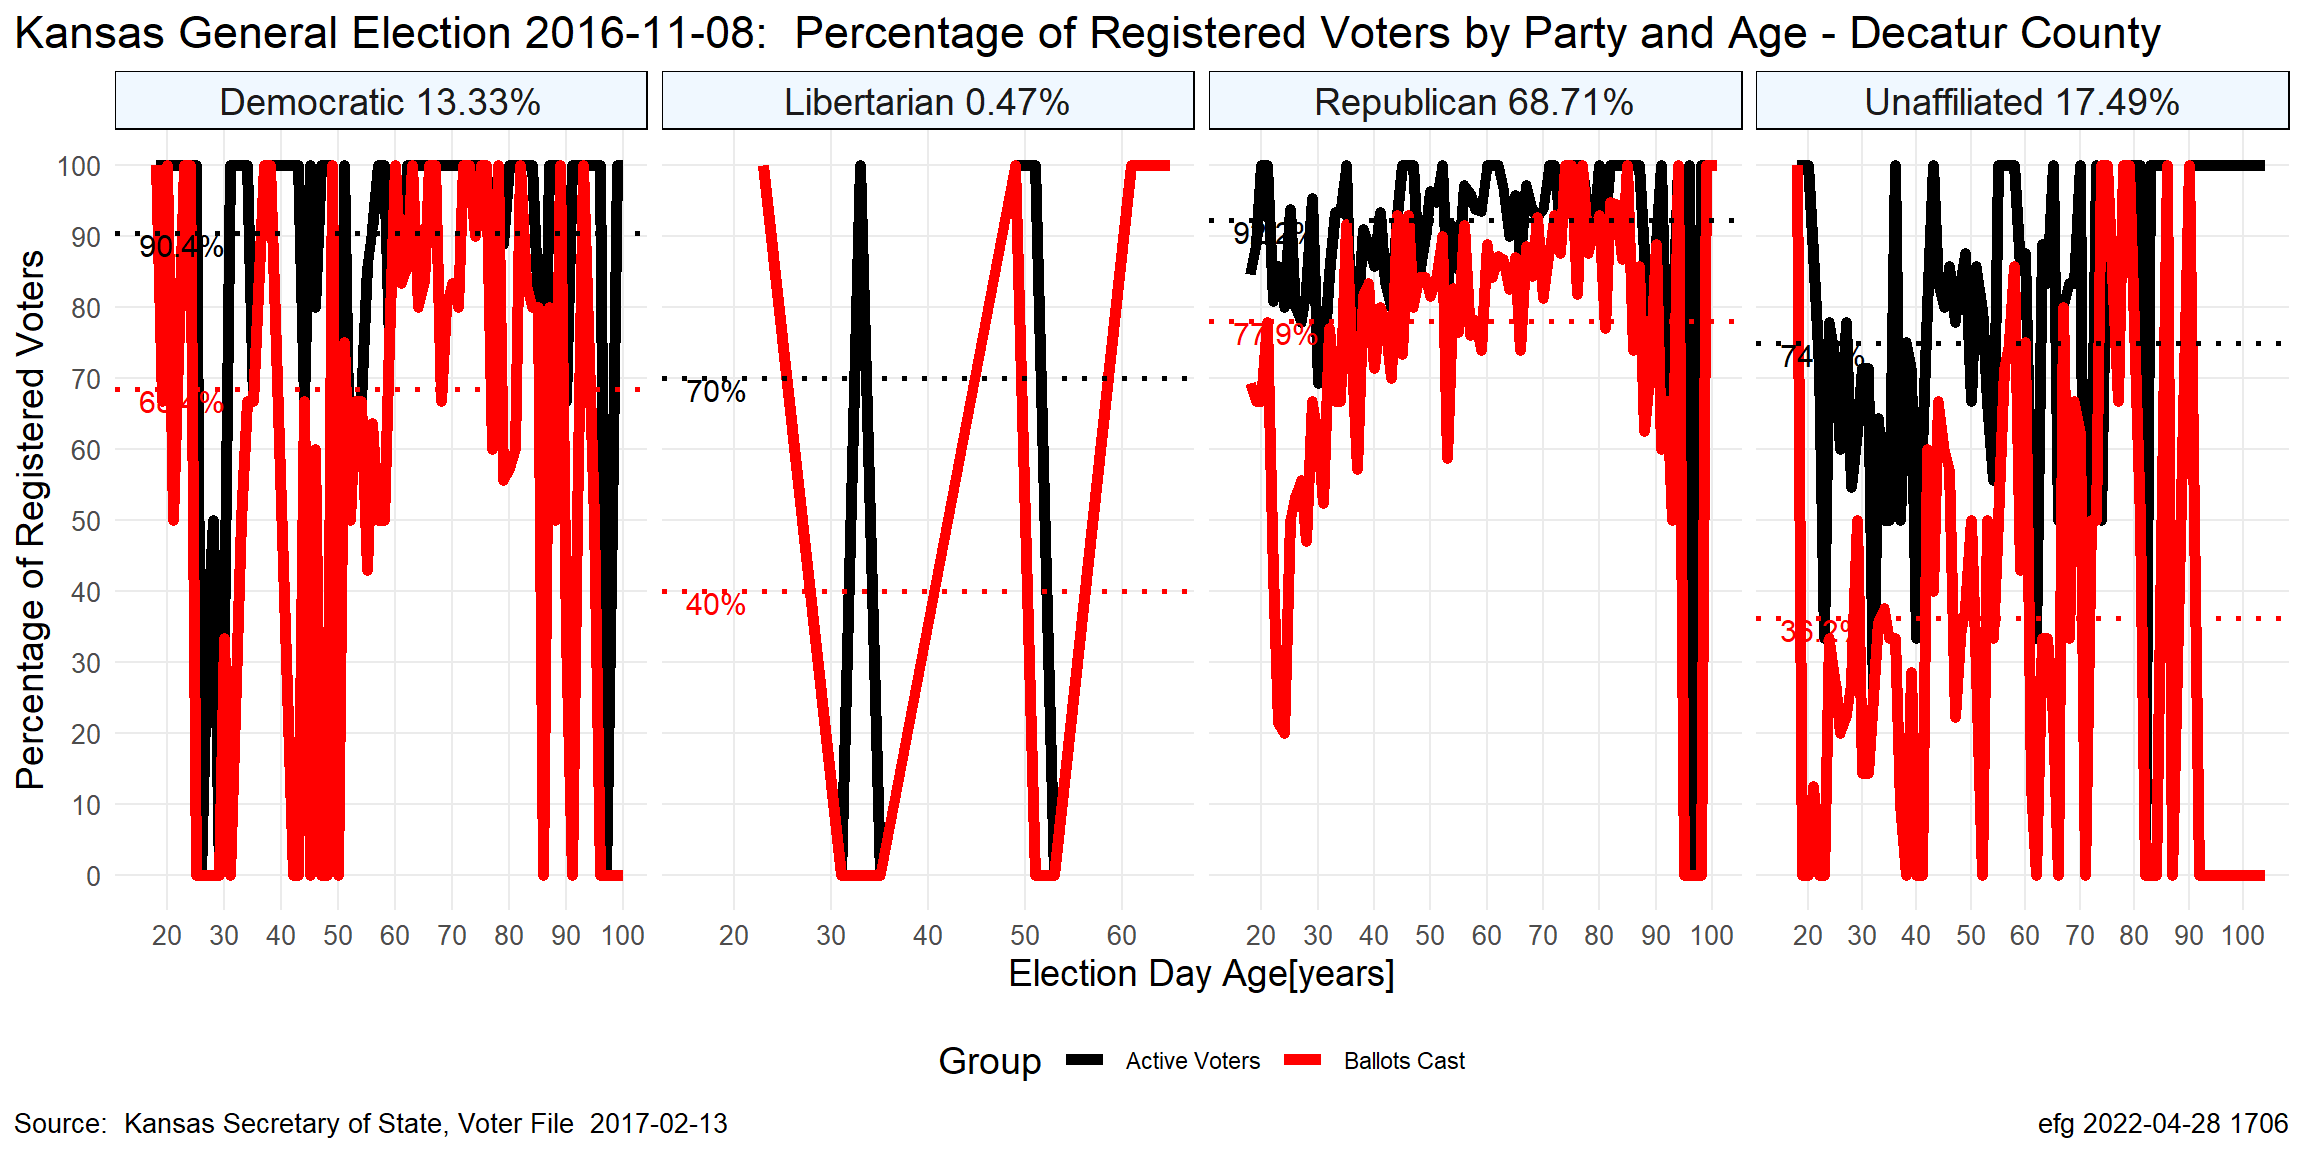 Kansas General Election 2016-11-08:  Percentage of Registered Voters by Party and Age - Decatur County
Democratic 13.33%
Libertarian 0.47%
Republican 68.71%
Unaffiliated 17.49%
Percentage of Registered Voters
100
90
80
70
60
50
40
30
20
10
0
90.4%
70%
40%
77.9%
36.2%
20 30 40 50 60 70 80 90 100
20 30 40 50 60
20 30 40 50 60 70 80 90 100
20 30 40 50 60 70 80 90 100
Election Day Age[years]
Group Active Voters Ballots Cast
Source:  Kansas Secretary of State, Voter File  2017-02-13
efg 2022-04-28 1706